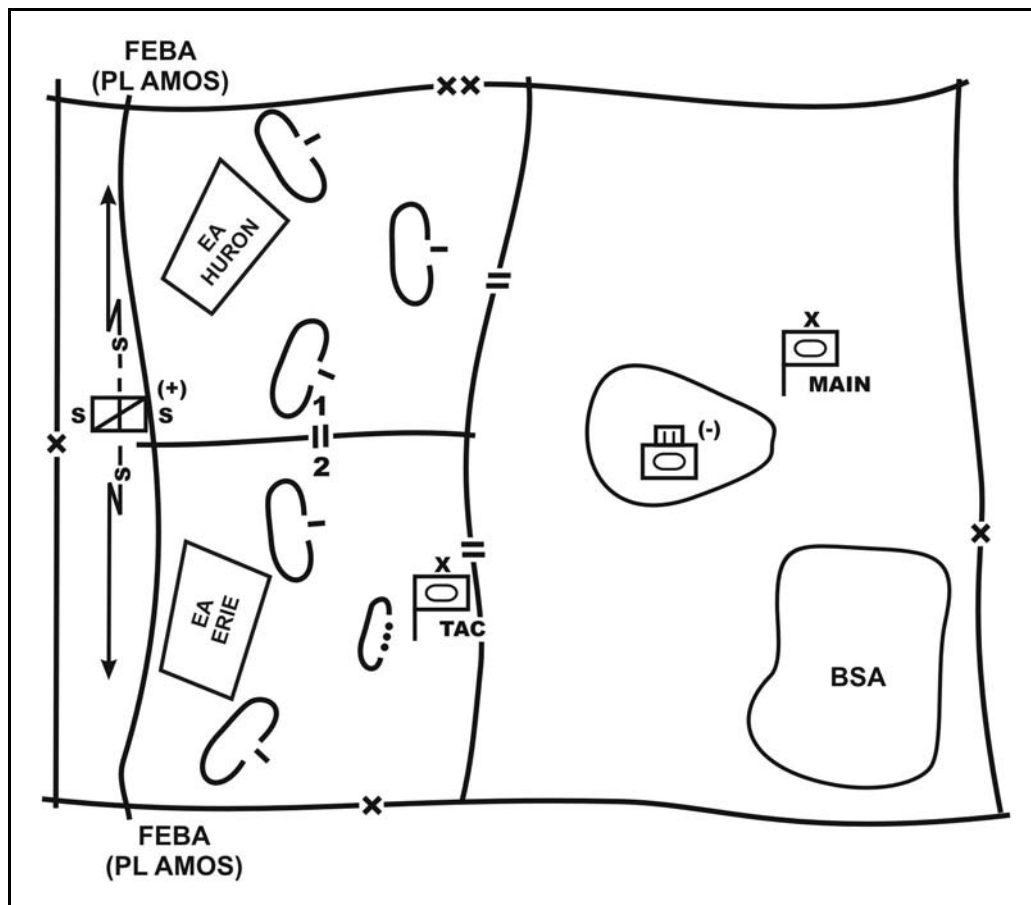 FEBA
(PL AMOS)
XX
EA
HURON
X
MAIN
s
(+)
S
S
1
(-)
X
2
s
X
X
EA
ERIE
TAC
BSA
X
FEBA
(PL AMOS)